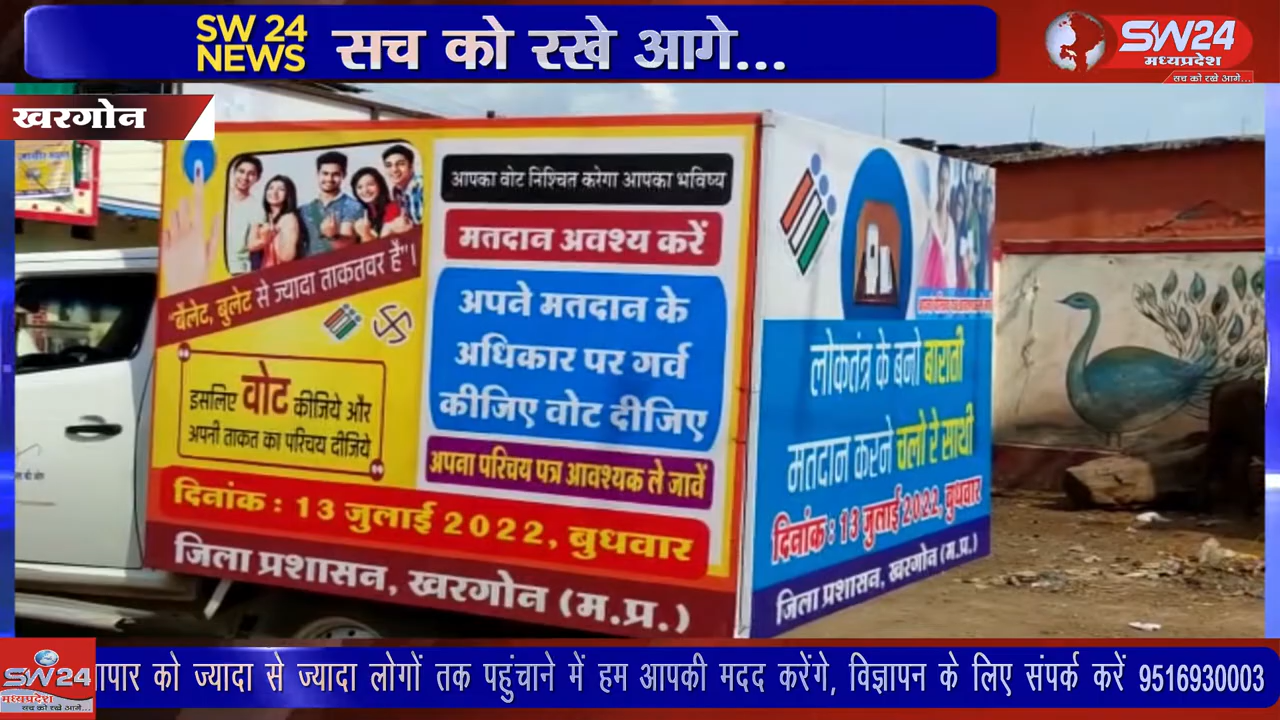 SW 24 NEWS सच को रखे आगे...
SW24
मध्यप्रदेश
सच को रखे आगे...
खरगोन
"बैलेट, बुलेट से ज्यादा ताकतवर है"।
इसलिए वोट कीजिये और
अपनी ताकत का परिचय दीजिये
आपका वोट निश्चित करेगा आपका भविष्य
मतदान अवश्य करें
अपने मतदान के
अधिकार पर गर्व
कीजिए वोट दीजिए
अपना परिचय पत्र आवश्यक ले जावें
दिनांक : 13 जुलाई 2022, बुधवार
जिला प्रशासन, खरगोन (म.प्र.)
लोकतंत्र के बनो बाराती
मतदान करने चलो रे साथी
दिनांक : 13 जुलाई 2022, बुधवार
जिला प्रशासन, खरगोन (म.प्र.)
SW24
मध्यप्रदेश
सच को रखे आगे...
यापार को ज्यादा से ज्यादा लोगों तक पहुंचाने में हम आपकी मदद करेंगे, विज्ञापन के लिए संपर्क करें 9516930003